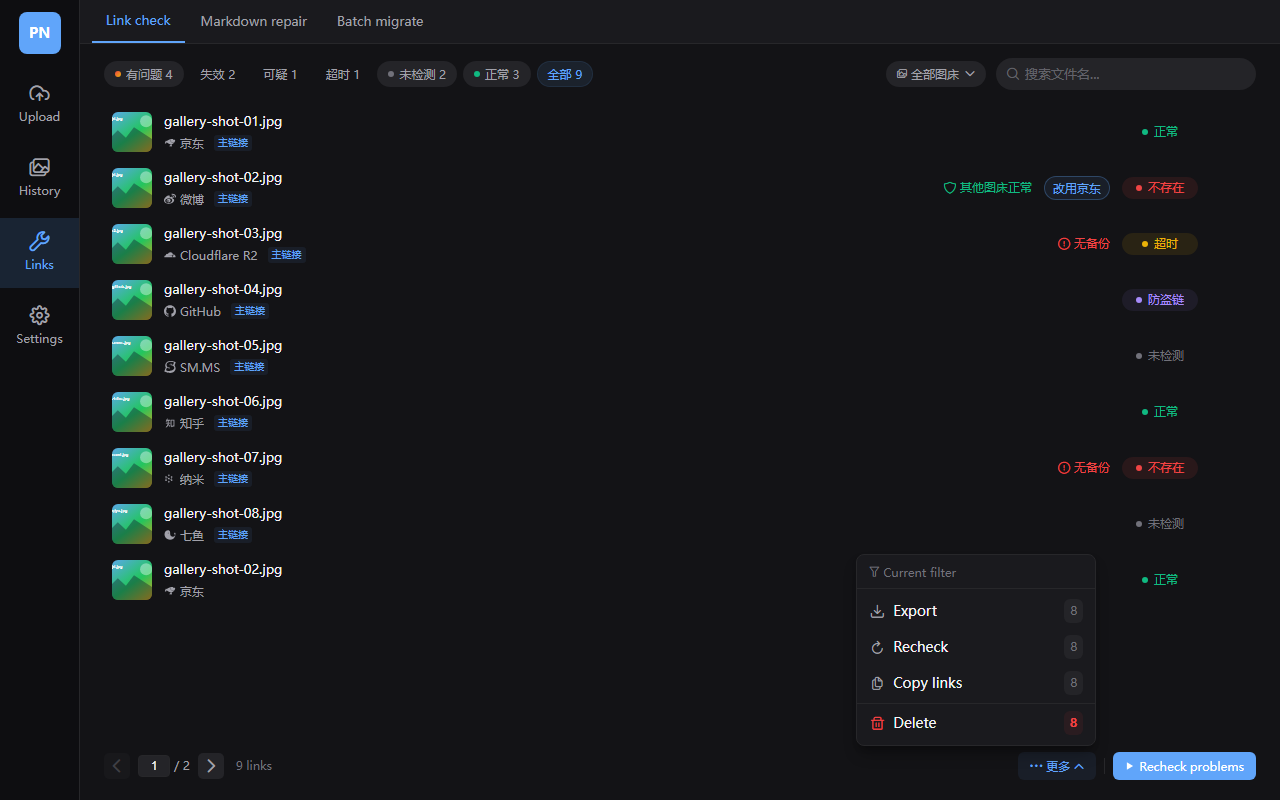 PN
Upload
History
Links
Settings
Link check
Markdown repair
Batch migrate
有问题 4
失效 2
可疑 1
超时 1
未检测 2
正常 3
全部 9
全部图床
搜索文件名...
gallery-shot-01.jpg
京东
主链接
正常
gallery-shot-02.jpg
微博
主链接
其他图床正常
改用京东
不存在
gallery-shot-03.jpg
Cloudflare R2
主链接
无备份
超时
gallery-shot-04.jpg
GitHub
主链接
防盗链
gallery-shot-05.jpg
SM.MS
主链接
未检测
gallery-shot-06.jpg
知 知乎
主链接
正常
gallery-shot-07.jpg
纳米
主链接
无备份
不存在
gallery-shot-08.jpg
七鱼
主链接
未检测
gallery-shot-02.jpg
京东
正常
Current filter
Export 8
Recheck 8
Copy links 8
Delete 8
1 / 2
9 links
更多
Recheck problems